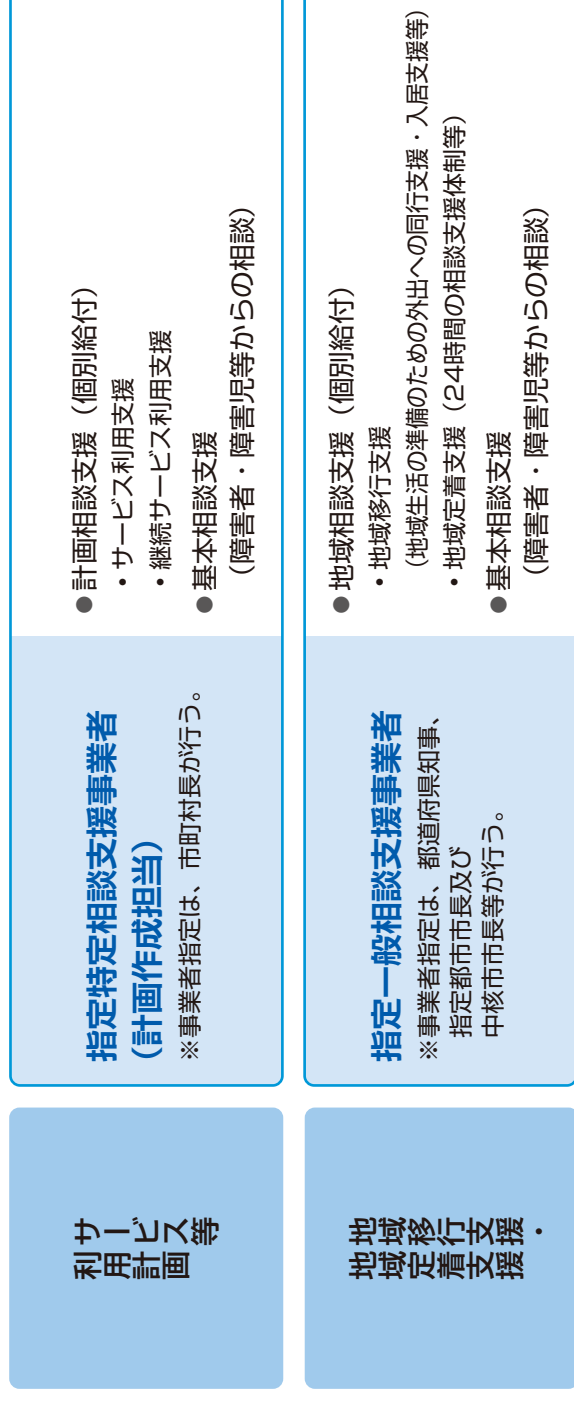 サービス等
利用計画
指定特定相談支援事業者
(計画作成担当)
※事業者指定は、市町村長が行う。
●計画相談支援（個別給付）
・サービス利用支援
・継続サービス利用支援
●基本相談支援
（障害者・障害児等からの相談）
地域移行支援・
地域定着支援
指定一般相談支援事業者
※事業者指定は、都道府県知事、
指定都市市長及び
中核市市長等が行う。
●地域相談支援（個別給付）
・地域移行支援
（地域生活の準備のための外出への同行支援・入居支援等）
・地域定着支援（24時間の相談支援体制等）
●基本相談支援
（障害者・障害児等からの相談）